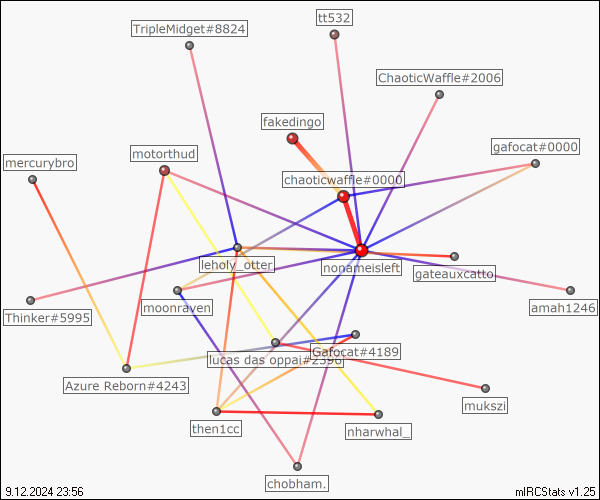 tt532
TripleMidget#8824
ChaoticWaffle#2006
fakedingo
gafocat#0000
motorthud
mercurybro
chaoticwaffle#0000
leholy_otter.
nonameisleft
gateauxcatto
Thinker#5995
moonraven
amah1246
Gafocat#4189
lucas das oppai#2396
Azure Reborn#4243
mukszi
then1cc
nharwhal_
chobham.
9.12.2024 23:56
mIRCStats v1.25